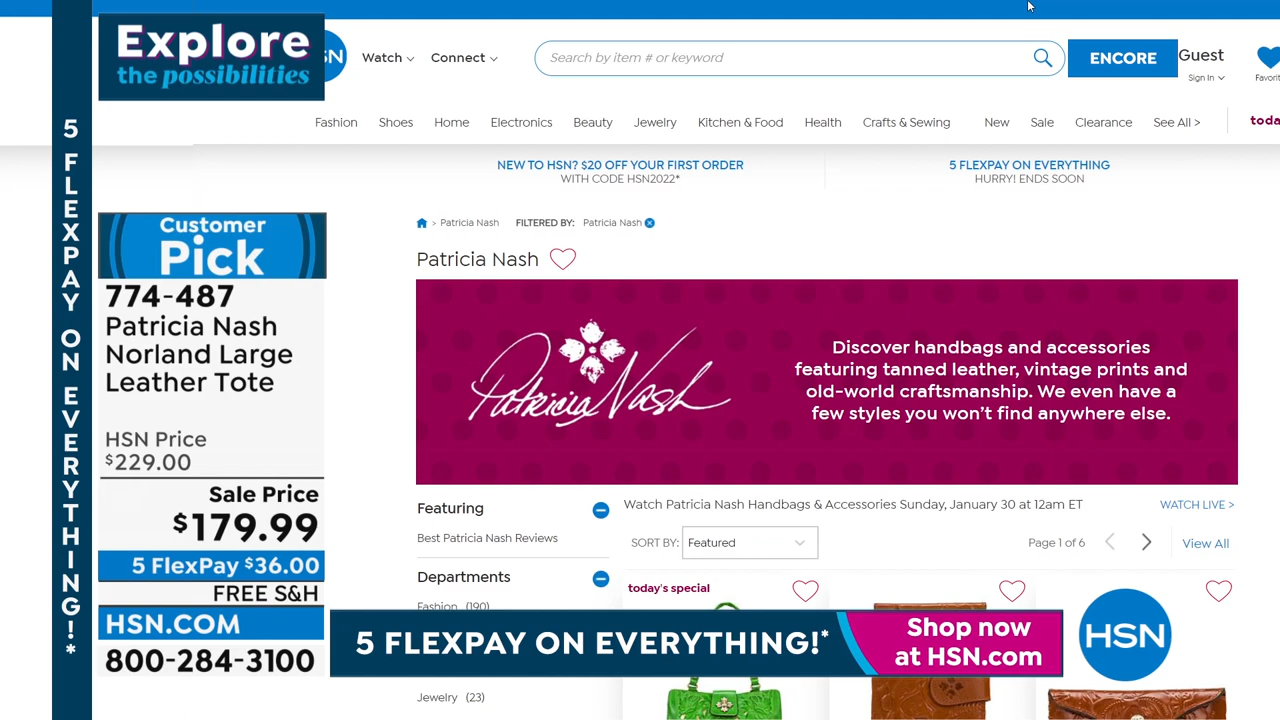 Explore
the possibilities
5 FLEXPAY ON EVERYTHING!*
Customer
Pick
774-487
Patricia Nash
Norland Large
Leather Tote
HSN Price
$229.00
Sale Price
$179.99
5 FlexPay $36.00
FREE S&H
HSN.COM
800-284-3100
SN
Watch
Connect
Search by item # or keyword
ENCORE
Guest
Sign In
Favorit
Fashion Shoes Home Electronics Beauty Jewelry Kitchen & Food Health Crafts & Sewing New Sale Clearance See All > toda
NEW TO HSN? $20 OFF YOUR FIRST ORDER
WITH CODE HSN2022*
5 FLEXPAY ON EVERYTHING
HURRY! ENDS SOON
> Patricia Nash FILTERED BY: Patricia Nash
Patricia Nash
Patricia Nash
Discover handbags and accessories
featuring tanned leather, vintage prints and
old-world craftsmanship. We even have a
few styles you won't find anywhere else.
Featuring
Best Patricia Nash Reviews
Departments
Fashion (190)
Jewelry (23)
Watch Patricia Nash Handbags & Accessories Sunday, January 30 at 12am ET
WATCH LIVE >
SORT BY: Featured
Page 1 of 6
View All
today's special
5 FLEXPAY ON EVERYTHING!*
Shop now
at HSN.com
HSN